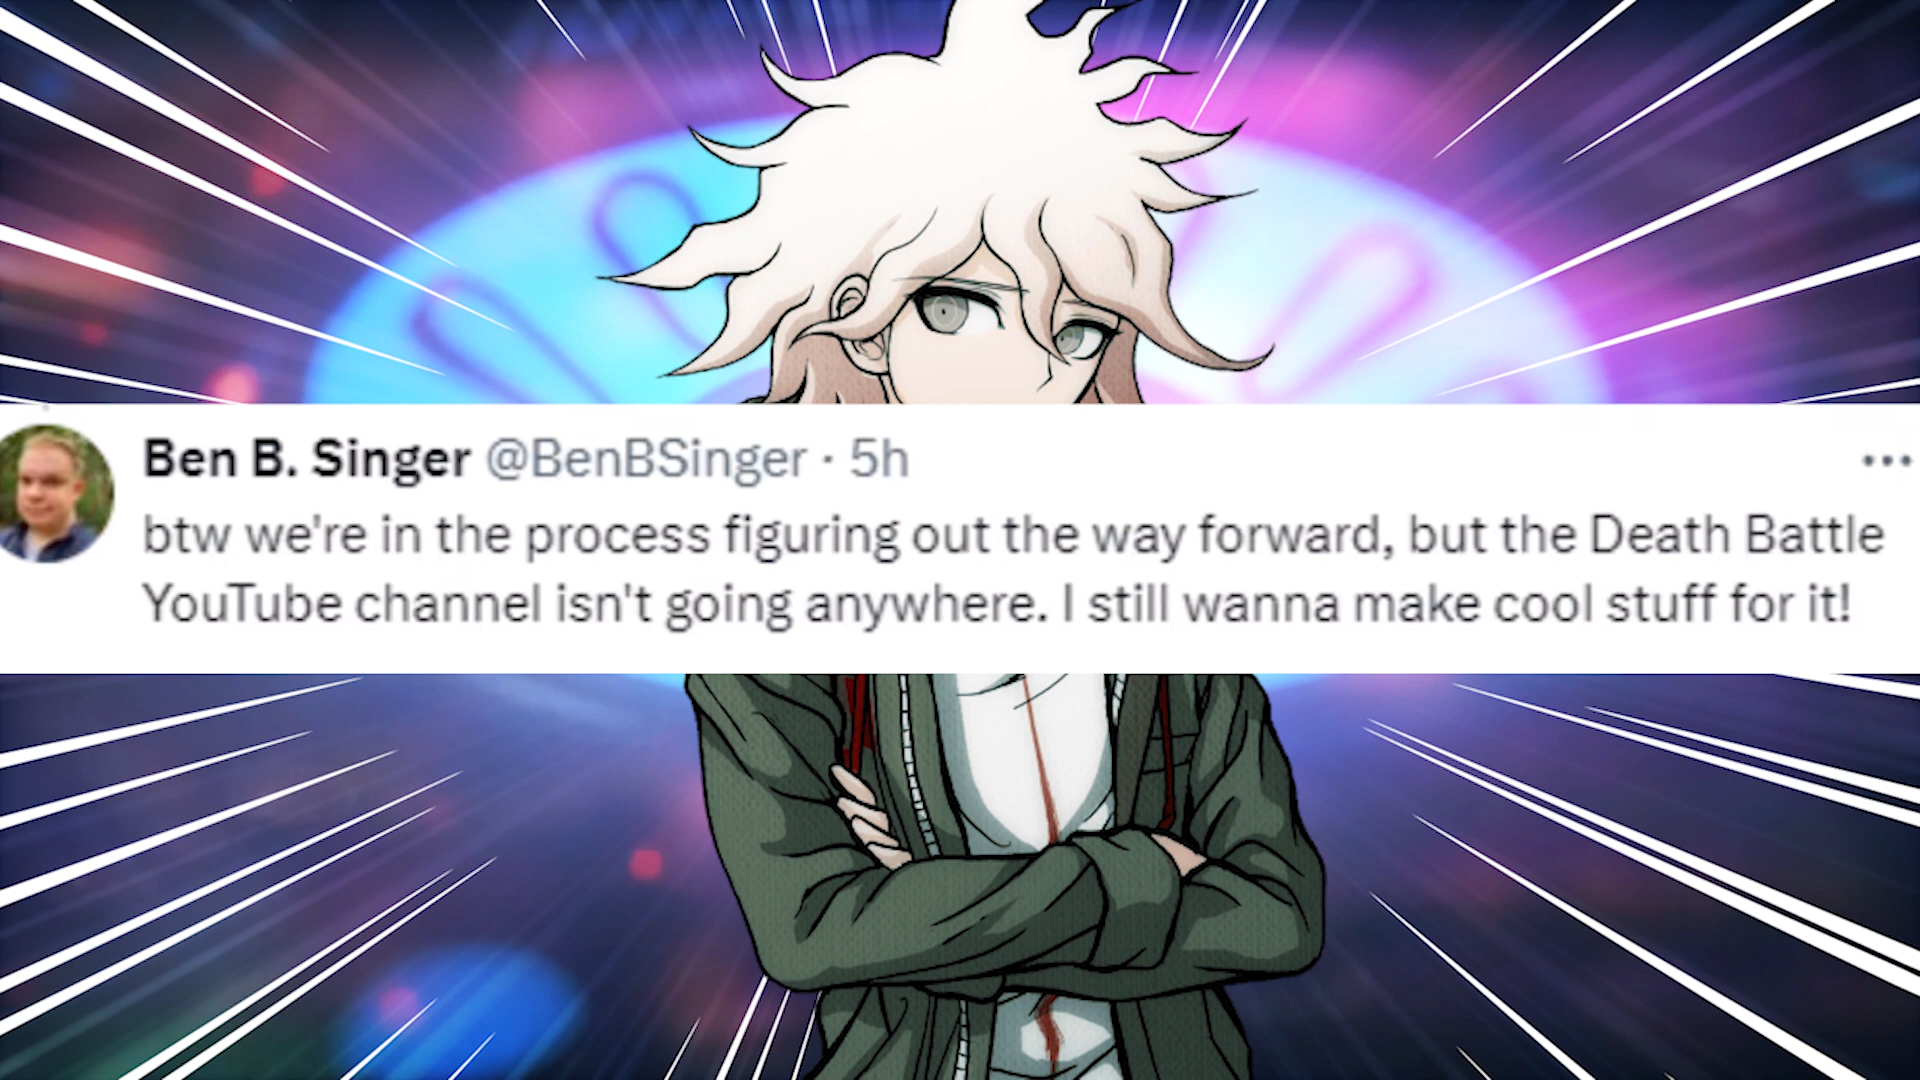 Ben B. Singer @BenBSinger · 5h
btw we're in the process figuring out the way forward, but the Death Battle
YouTube channel isn't going anywhere. I still wanna make cool stuff for it!